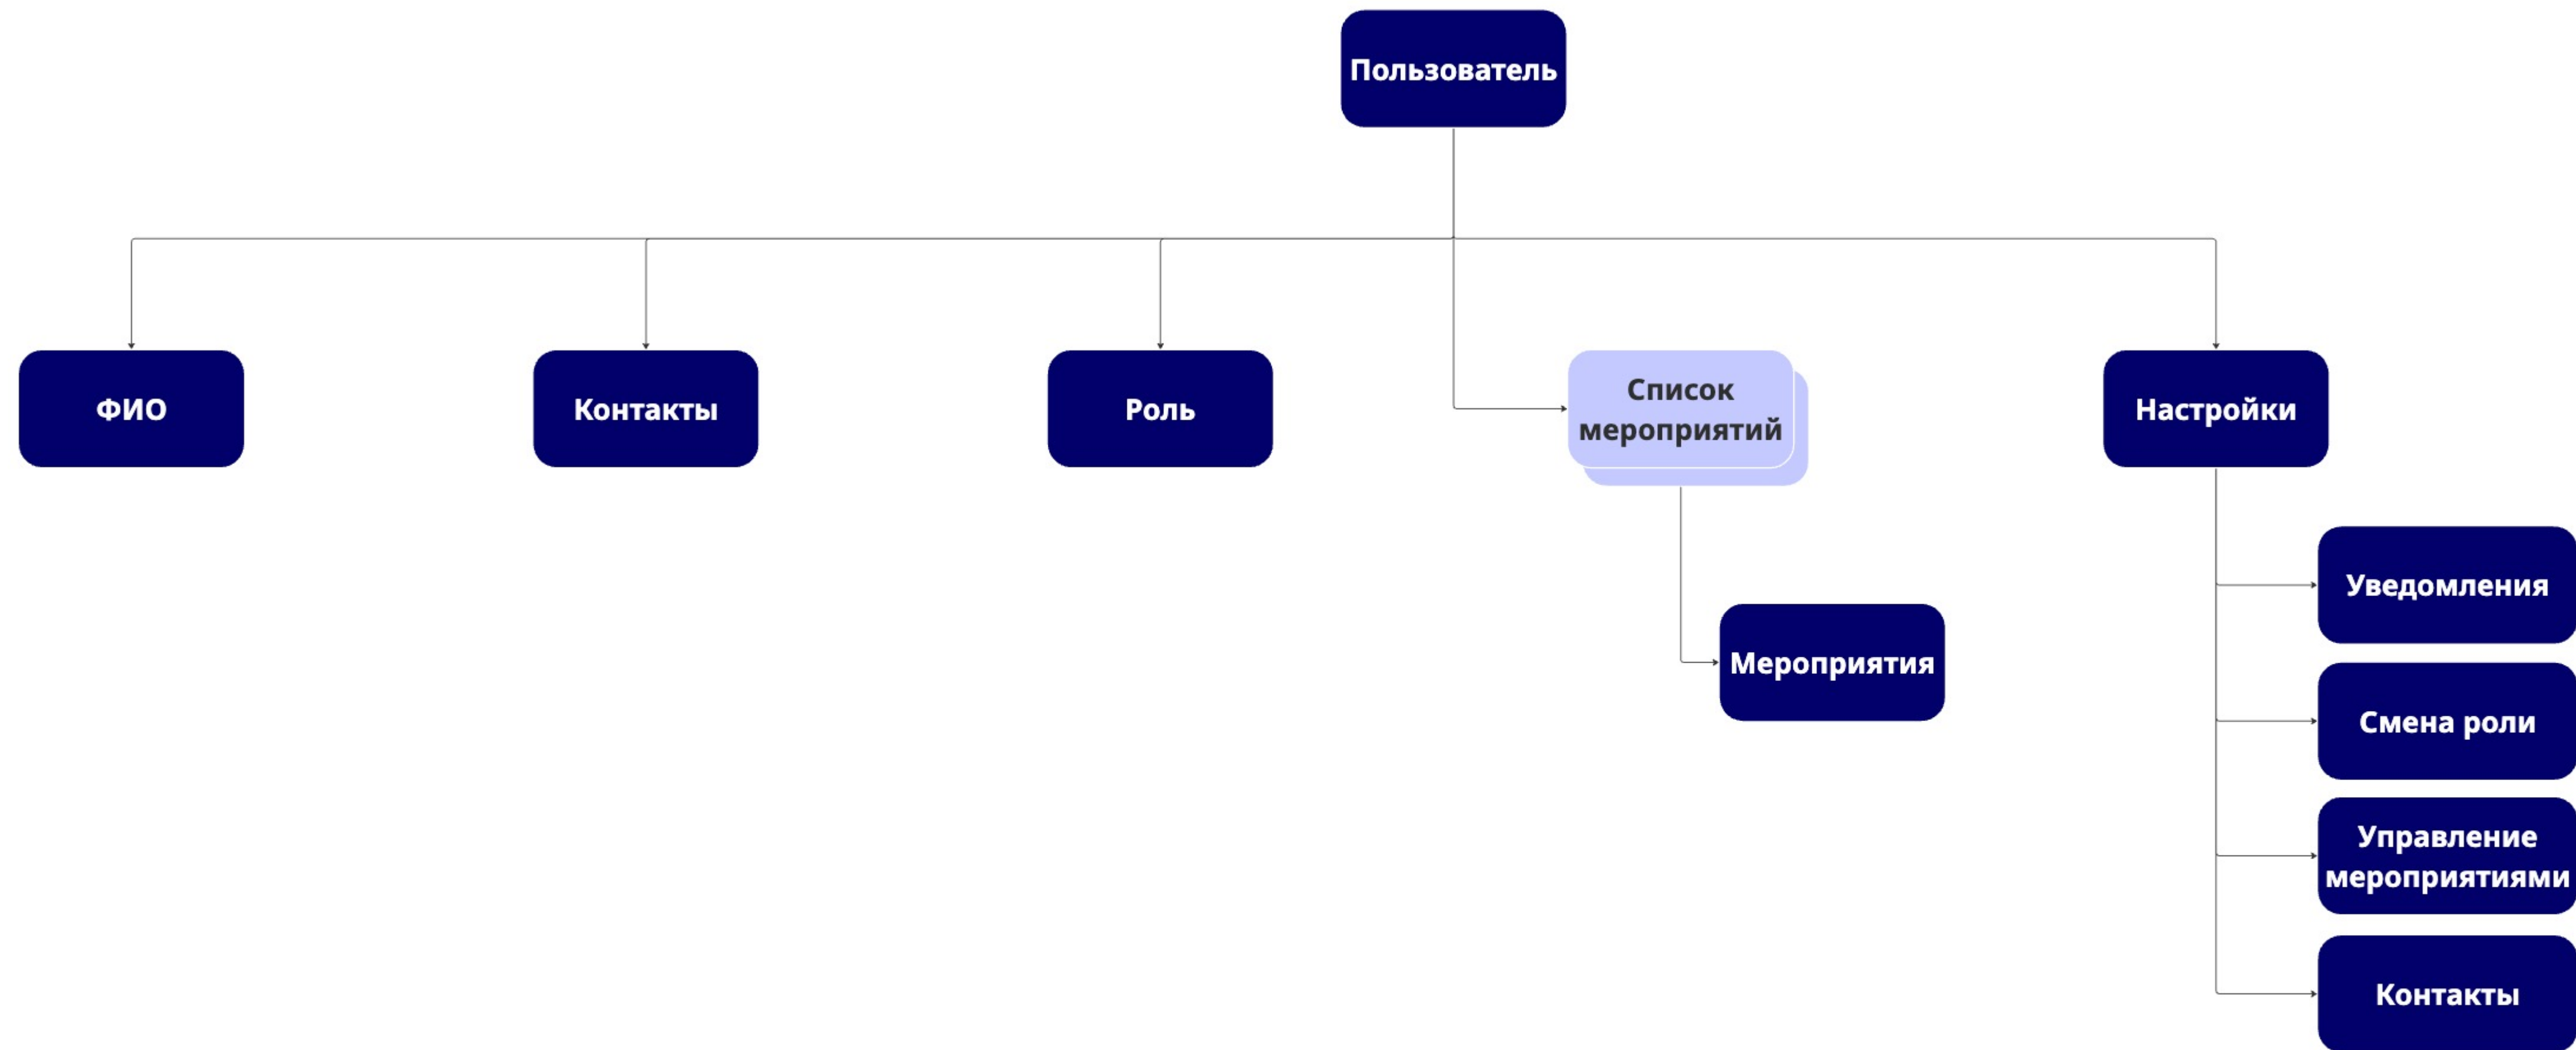 Пользователь
ФИО
Контакты
Роль
Список
мероприятий
Настройки
Уведомления
Мероприятия
Смена роли
Управление
мероприятиями
Контакты